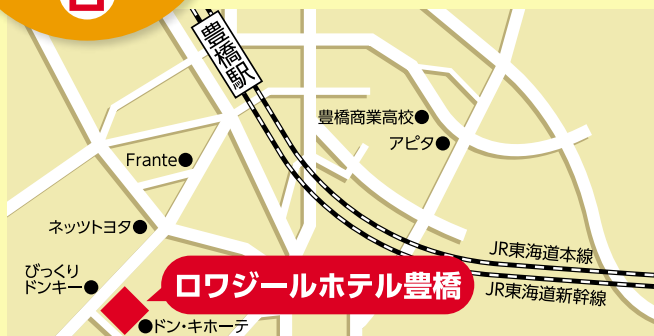 豊橋駅
豊橋商業高校
アピタ
Frante
ネッツトヨタ
JR東海道本線
びっくり
ドンキー
ロワジールホテル豊橋
JR東海道新幹線
ドン・キホーテ